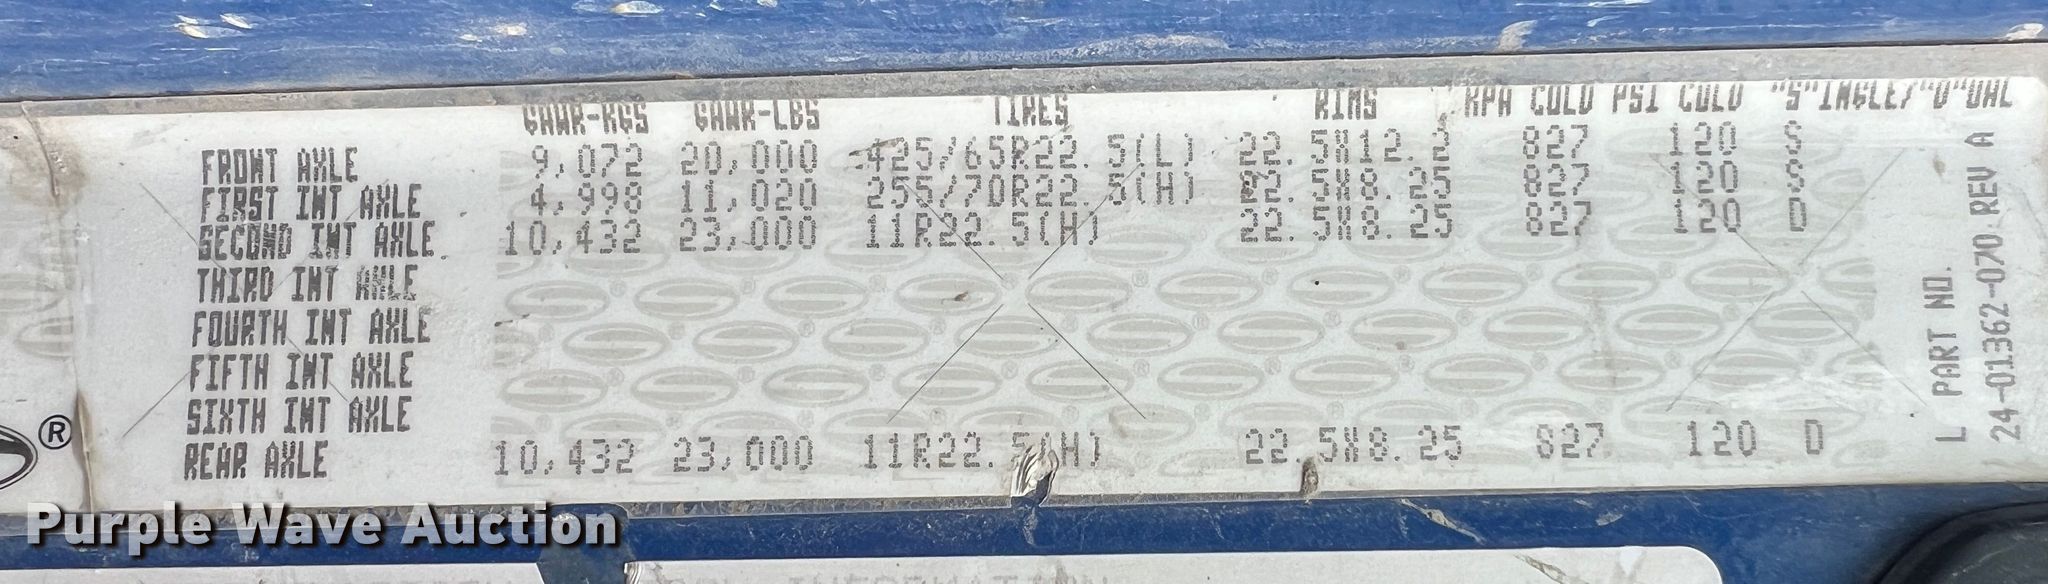 GAWR-KGS GAWR-LBS TIRES RIMS KPA COLD PSI COLD "S"INGLE/"D"UAL
FRONT AXLE 9,072 20,000 425/65R22.5(L) 22.5X12.2 827 120 S
FIRST INT AXLE 4,998 11,020 255/70R22.5(H) 22.5X8.25 827 120 S
SECOND INT AXLE 10,432 23,000 11R22.5(H) 22.5X8.25 827 120 D
THIRD INT AXLE
FOURTH INT AXLE
FIFTH INT AXLE
SIXTH INT AXLE
REAR AXLE 10,432 23,000 11R22.5(H) 22.5X8.25 827 120 D
L PART NO.
24-01362-070 REV A
®
Purple Wave Auction